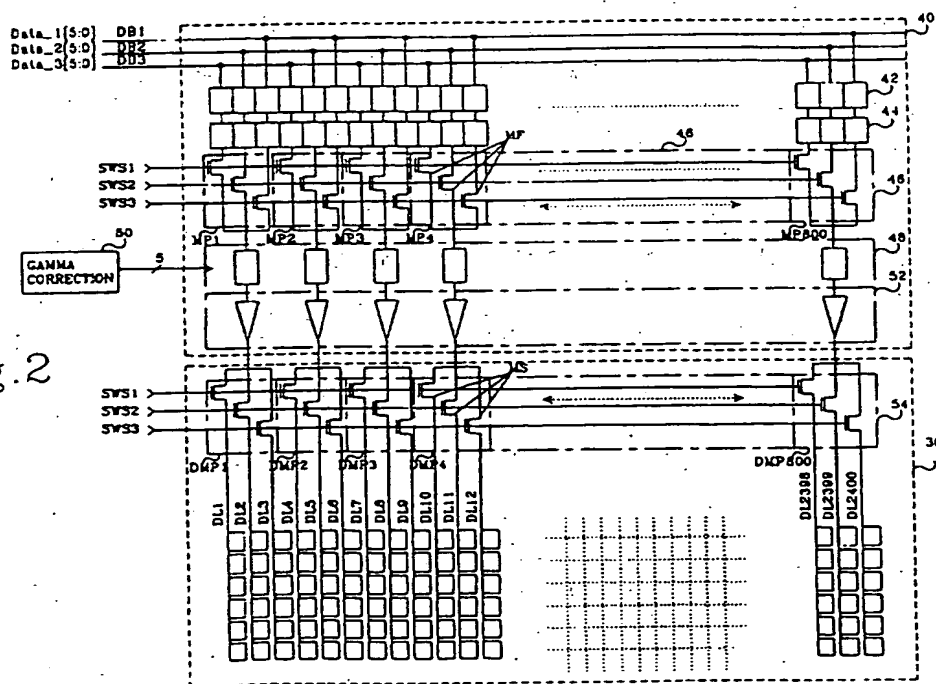 Data_1{5:0} DB1
Data_2{5:0} DB2
Data_3{5:0} DB3
40
42
44
46
MF
SWS1
SWS2
SWS3
46
MP1 MP2 MP3 MP4 MP800
50
48
GAMMA
CORRECTION
5
52
.2
MS
SWS1
SWS2
SWS3
54
DMP1 DMP2 DMP3 DMP4 DMP800
DL1 DL2 DL3 DL4 DL5 DL6 DL7 DL8 DL9 DL10 DL11 DL12 DL2398 DL2399 DL2400